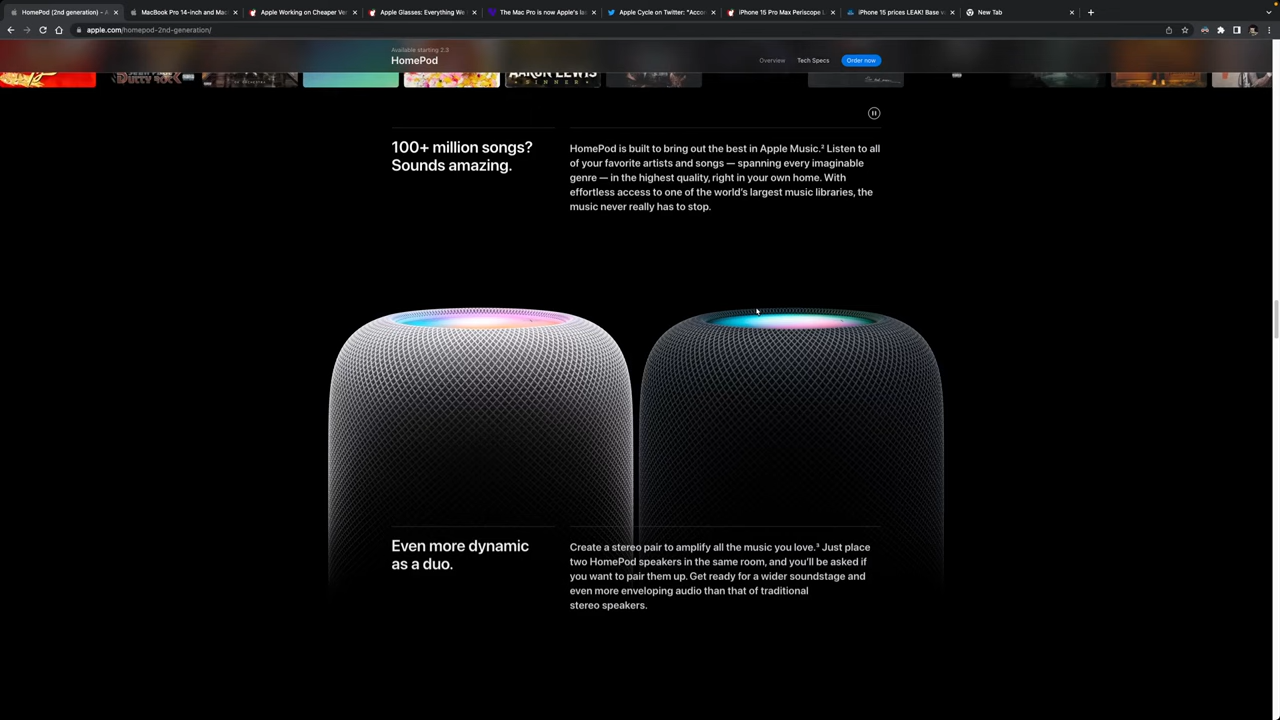 HomePod (2nd generation) - A
MacBook Pro 14-inch and Mac
Apple Working on Cheaper Ver
Apple Glasses: Everything We
The Mac Pro is now Apple's la
Apple Cycle on Twitter: "Acco
iPhone 15 Pro Max Periscope L
iPhone 15 prices LEAK! Base v
New Tab
apple.com/homepod-2nd-generation/
Available starting 2.3
HomePod
Overview
Tech Specs
Order now
AARON LEWIS
SINNER
100+ million songs?
Sounds amazing.
HomePod is built to bring out the best in Apple Music.² Listen to all
of your favorite artists and songs — spanning every imaginable
genre — in the highest quality, right in your own home. With
effortless access to one of the world's largest music libraries, the
music never really has to stop.
Even more dynamic
as a duo.
Create a stereo pair to amplify all the music you love.³ Just place
two HomePod speakers in the same room, and you'll be asked if
you want to pair them up. Get ready for a wider soundstage and
even more enveloping audio than that of traditional
stereo speakers.